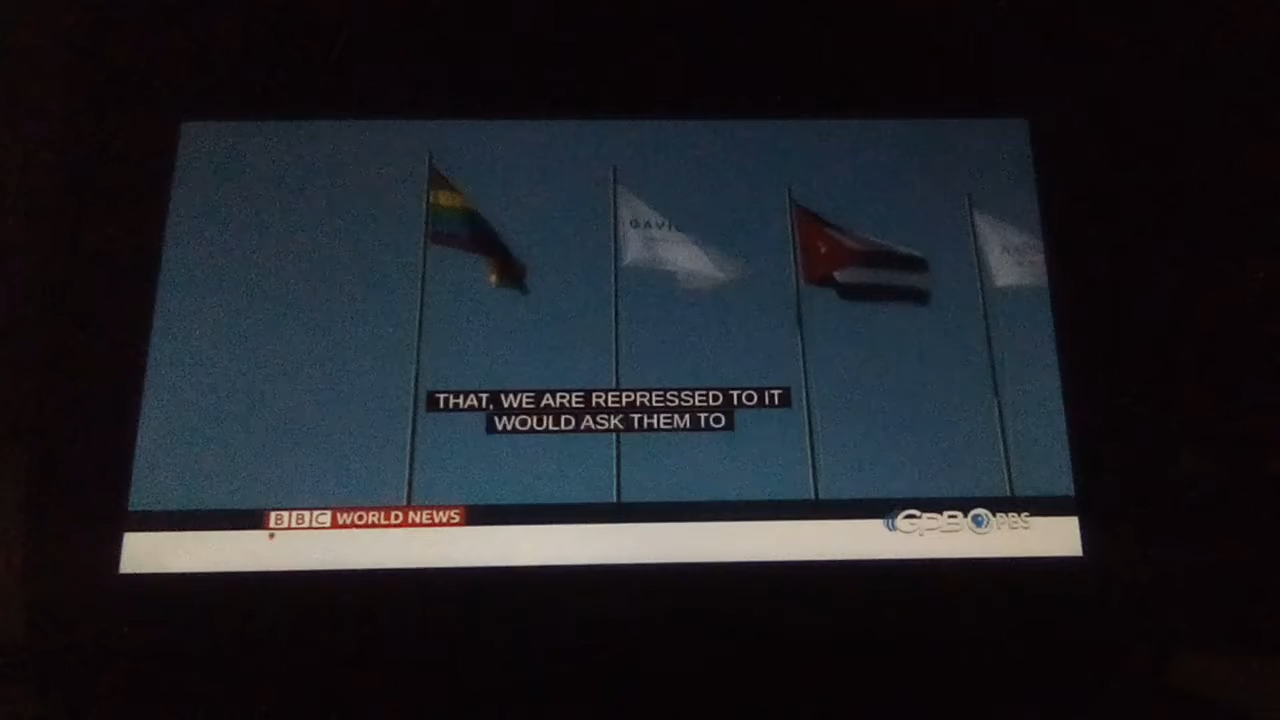 THAT, WE ARE REPRESSED TO IT
WOULD ASK THEM TO
BBC WORLD NEWS
GPB PBS